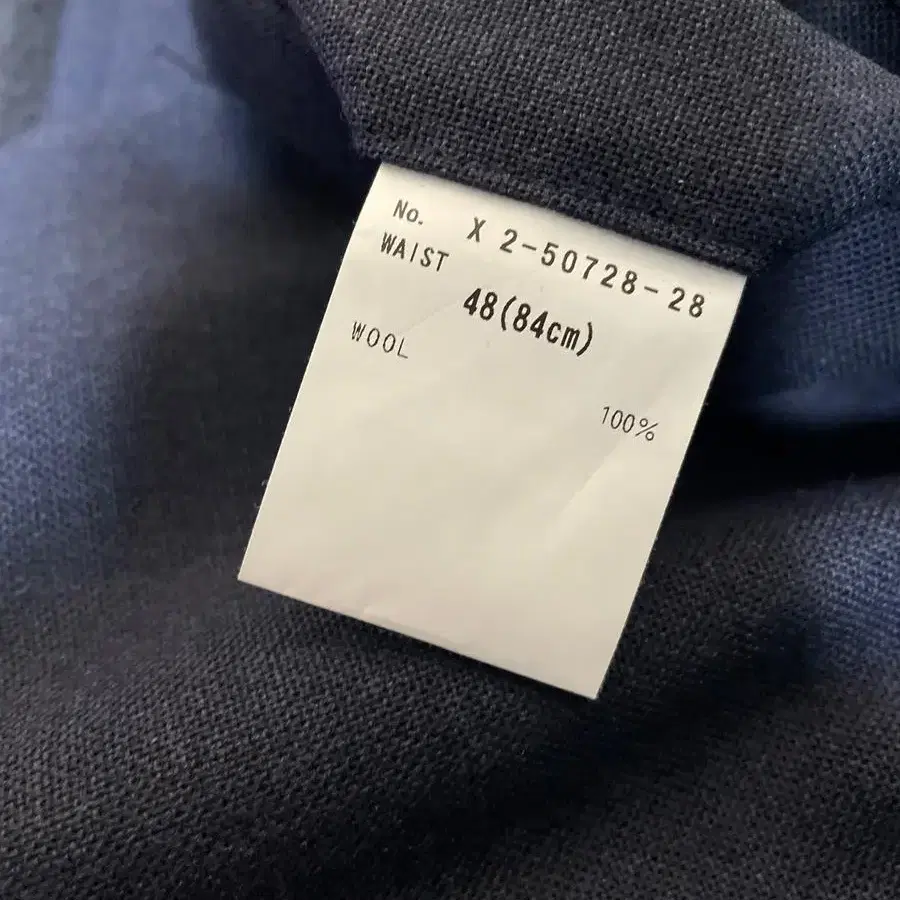 No. X 2-50728-28
WAIST 48(84cm)
WOOL 100%